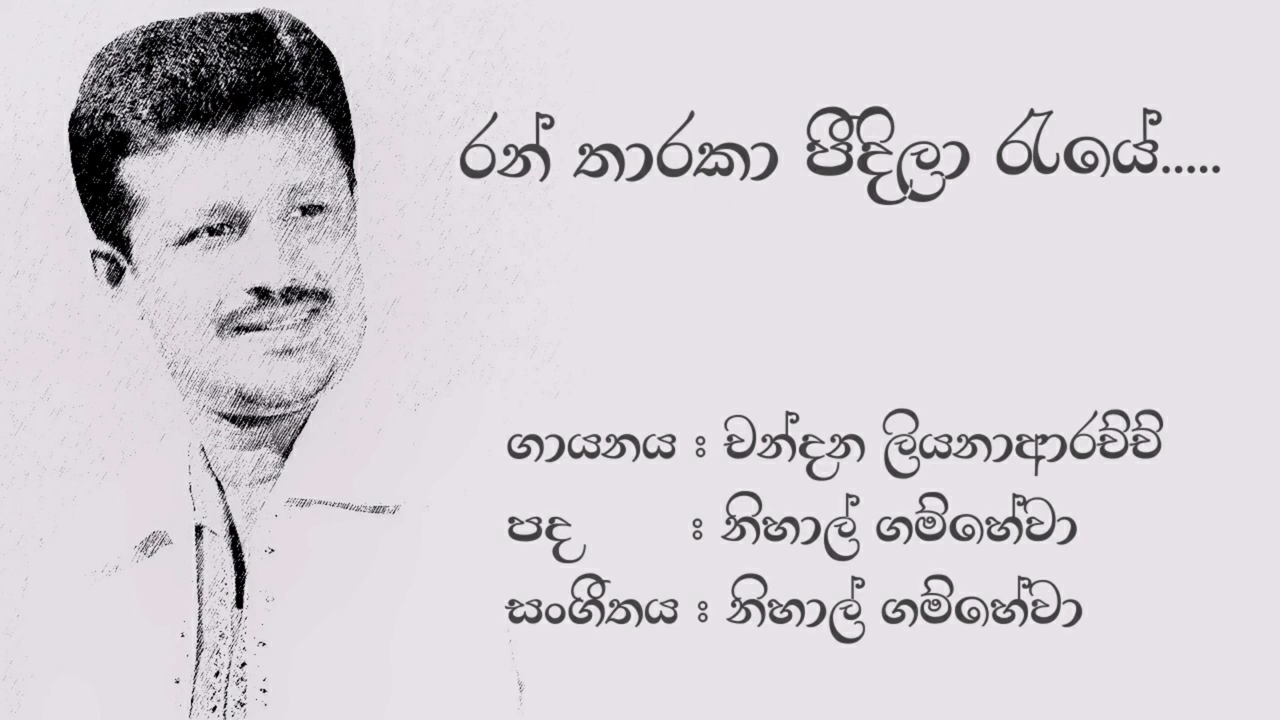 රන් තාරකා පීදිලා රැයේ.....
ගායනය : චන්දන ලියනාආරච්චි
පද : නිහාල් ගම්හේවා
සංගීතය : නිහාල් ගම්හේවා